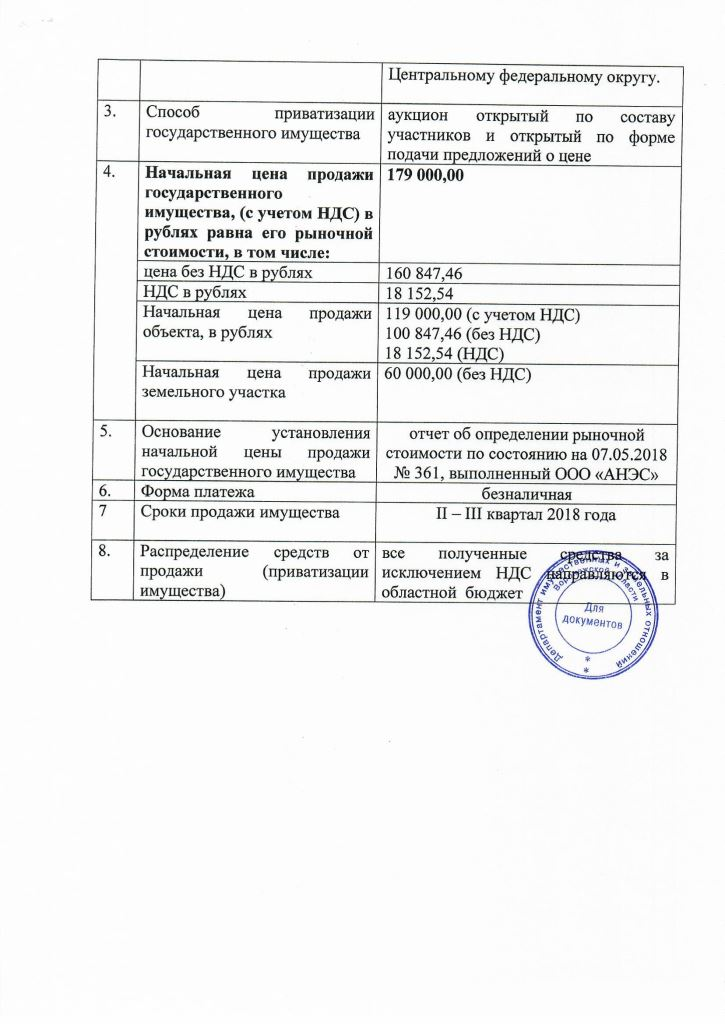 Центральному федеральному округу.
3. Способ приватизации государственного имущества
аукцион открытый по составу
участников и открытый по форме
подачи предложений о цене
4. Начальная цена продажи
государственного
имущества, (с учетом НДС) в
рублях равна его рыночной
стоимости, в том числе:
179 000,00
цена без НДС в рублях
160 847,46
НДС в рублях
18 152,54
Начальная цена продажи
объекта, в рублях
119 000,00 (с учетом НДС)
100 847,46 (без НДС)
18 152,54 (НДС)
Начальная цена продажи
земельного участка
60 000,00 (без НДС)
5. Основание установления
начальной цены продажи
государственного имущества
отчет об определении рыночной
стоимости по состоянию на 07.05.2018
№ 361, выполненный ООО «АНЭС»
6. Форма платежа
безналичная
7 Сроки продажи имущества
II – III квартал 2018 года
8. Распределение средств от
продажи (приватизации
имущества)
все полученные средства за
исключением НДС направляются в
областной бюджет
Департамент имущественных и земельных отношений
Воронежской области
Для
документов